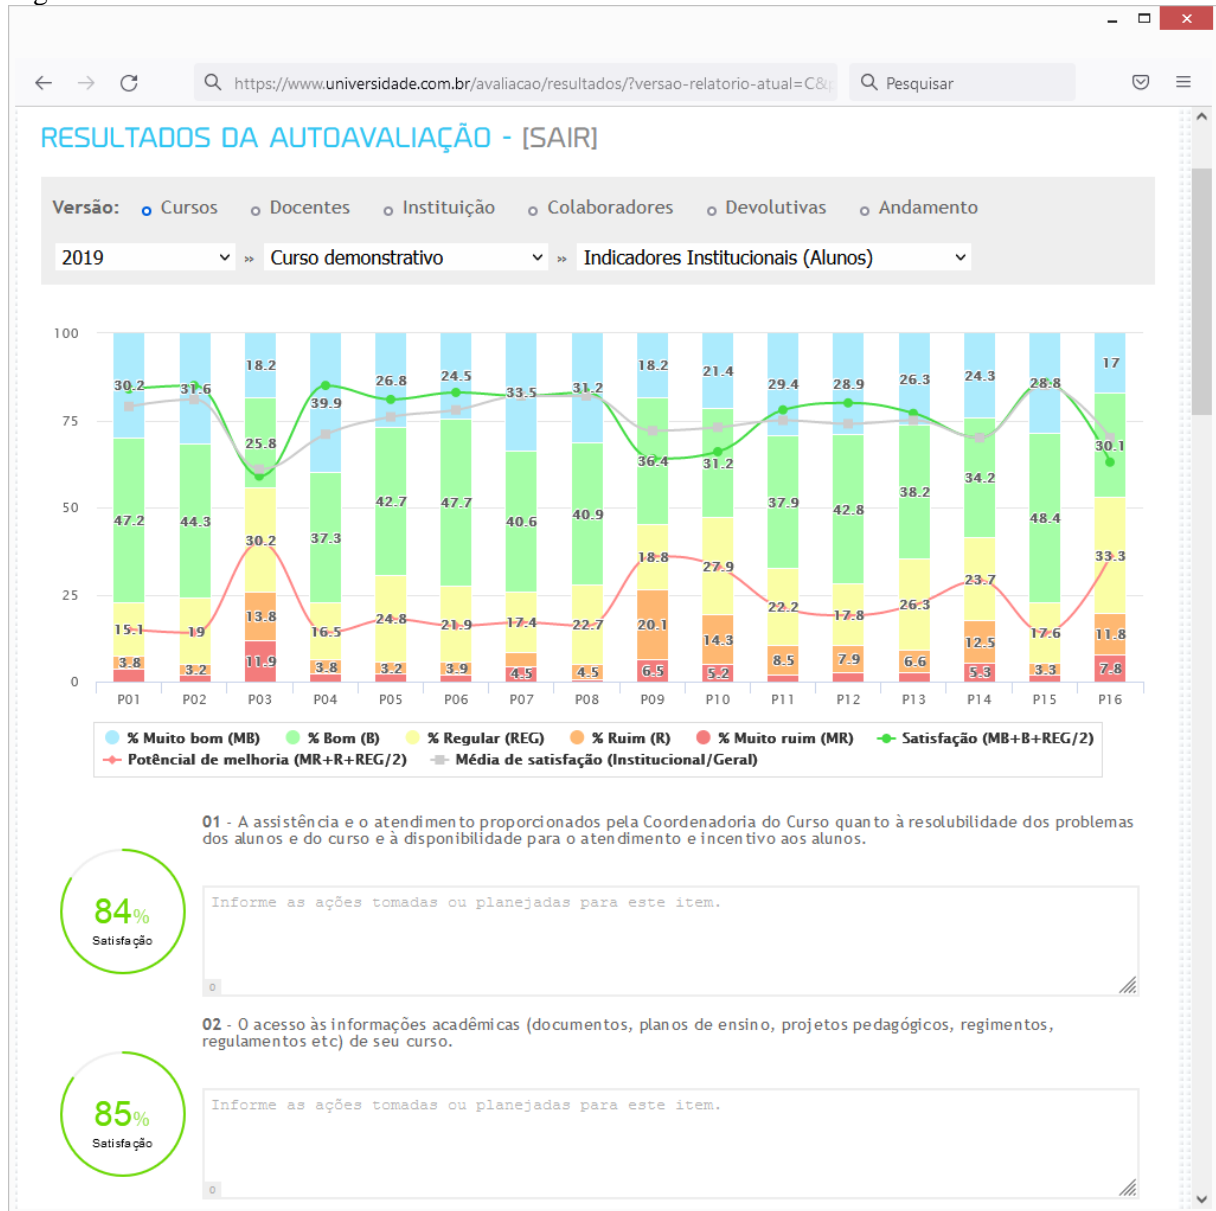 https://www.universidade.com.br/avaliacao/resultados/?versao-relatorio-atual=C& Pesquisar
RESULTADOS DA AUTOAVALIAÇÃO - [SAIR]
Versão: Cursos Docentes Instituição Colaboradores Devolutivas Andamento
2019 » Curso demonstrativo » Indicadores Institucionais (Alunos)
100
75
50
25
0
30.2 31.6 18.2 39.9 26.8 24.5 33.5 31.2 18.2 21.4 29.4 28.9 26.3 24.3 28.8 17
47.2 44.3 25.8 37.3 42.7 47.7 40.6 40.9 36.4 31.2 37.9 42.8 38.2 34.2 48.4 30.1
15.1 19 30.2 16.5 24.8 21.9 17.4 22.7 18.8 27.9 22.2 17.8 26.3 23.7 17.6 33.3
3.8 3.2 13.8 3.8 3.2 3.9 4.5 20.1 14.3 8.5 7.9 6.6 12.5 3.3 11.8
11.9 4.5 6.5 5.2 5.3 7.8
P01 P02 P03 P04 P05 P06 P07 P08 P09 P10 P11 P12 P13 P14 P15 P16
% Muito bom (MB) % Bom (B) % Regular (REG) % Ruim (R) % Muito ruim (MR) Satisfação (MB+B+REG/2)
Potêncial de melhoria (MR+R+REG/2) Média de satisfação (Institucional/Geral)
01 - A assistência e o atendimento proporcionados pela Coordenadoria do Curso quanto à resolubilidade dos problemas
dos alunos e do curso e à disponibilidade para o atendimento e incentivo aos alunos.
84%
Satisfação
Informe as ações tomadas ou planejadas para este item.
0
02 - O acesso às informações acadêmicas (documentos, planos de ensino, projetos pedagógicos, regimentos,
regulamentos etc) de seu curso.
85%
Satisfação
Informe as ações tomadas ou planejadas para este item.
0